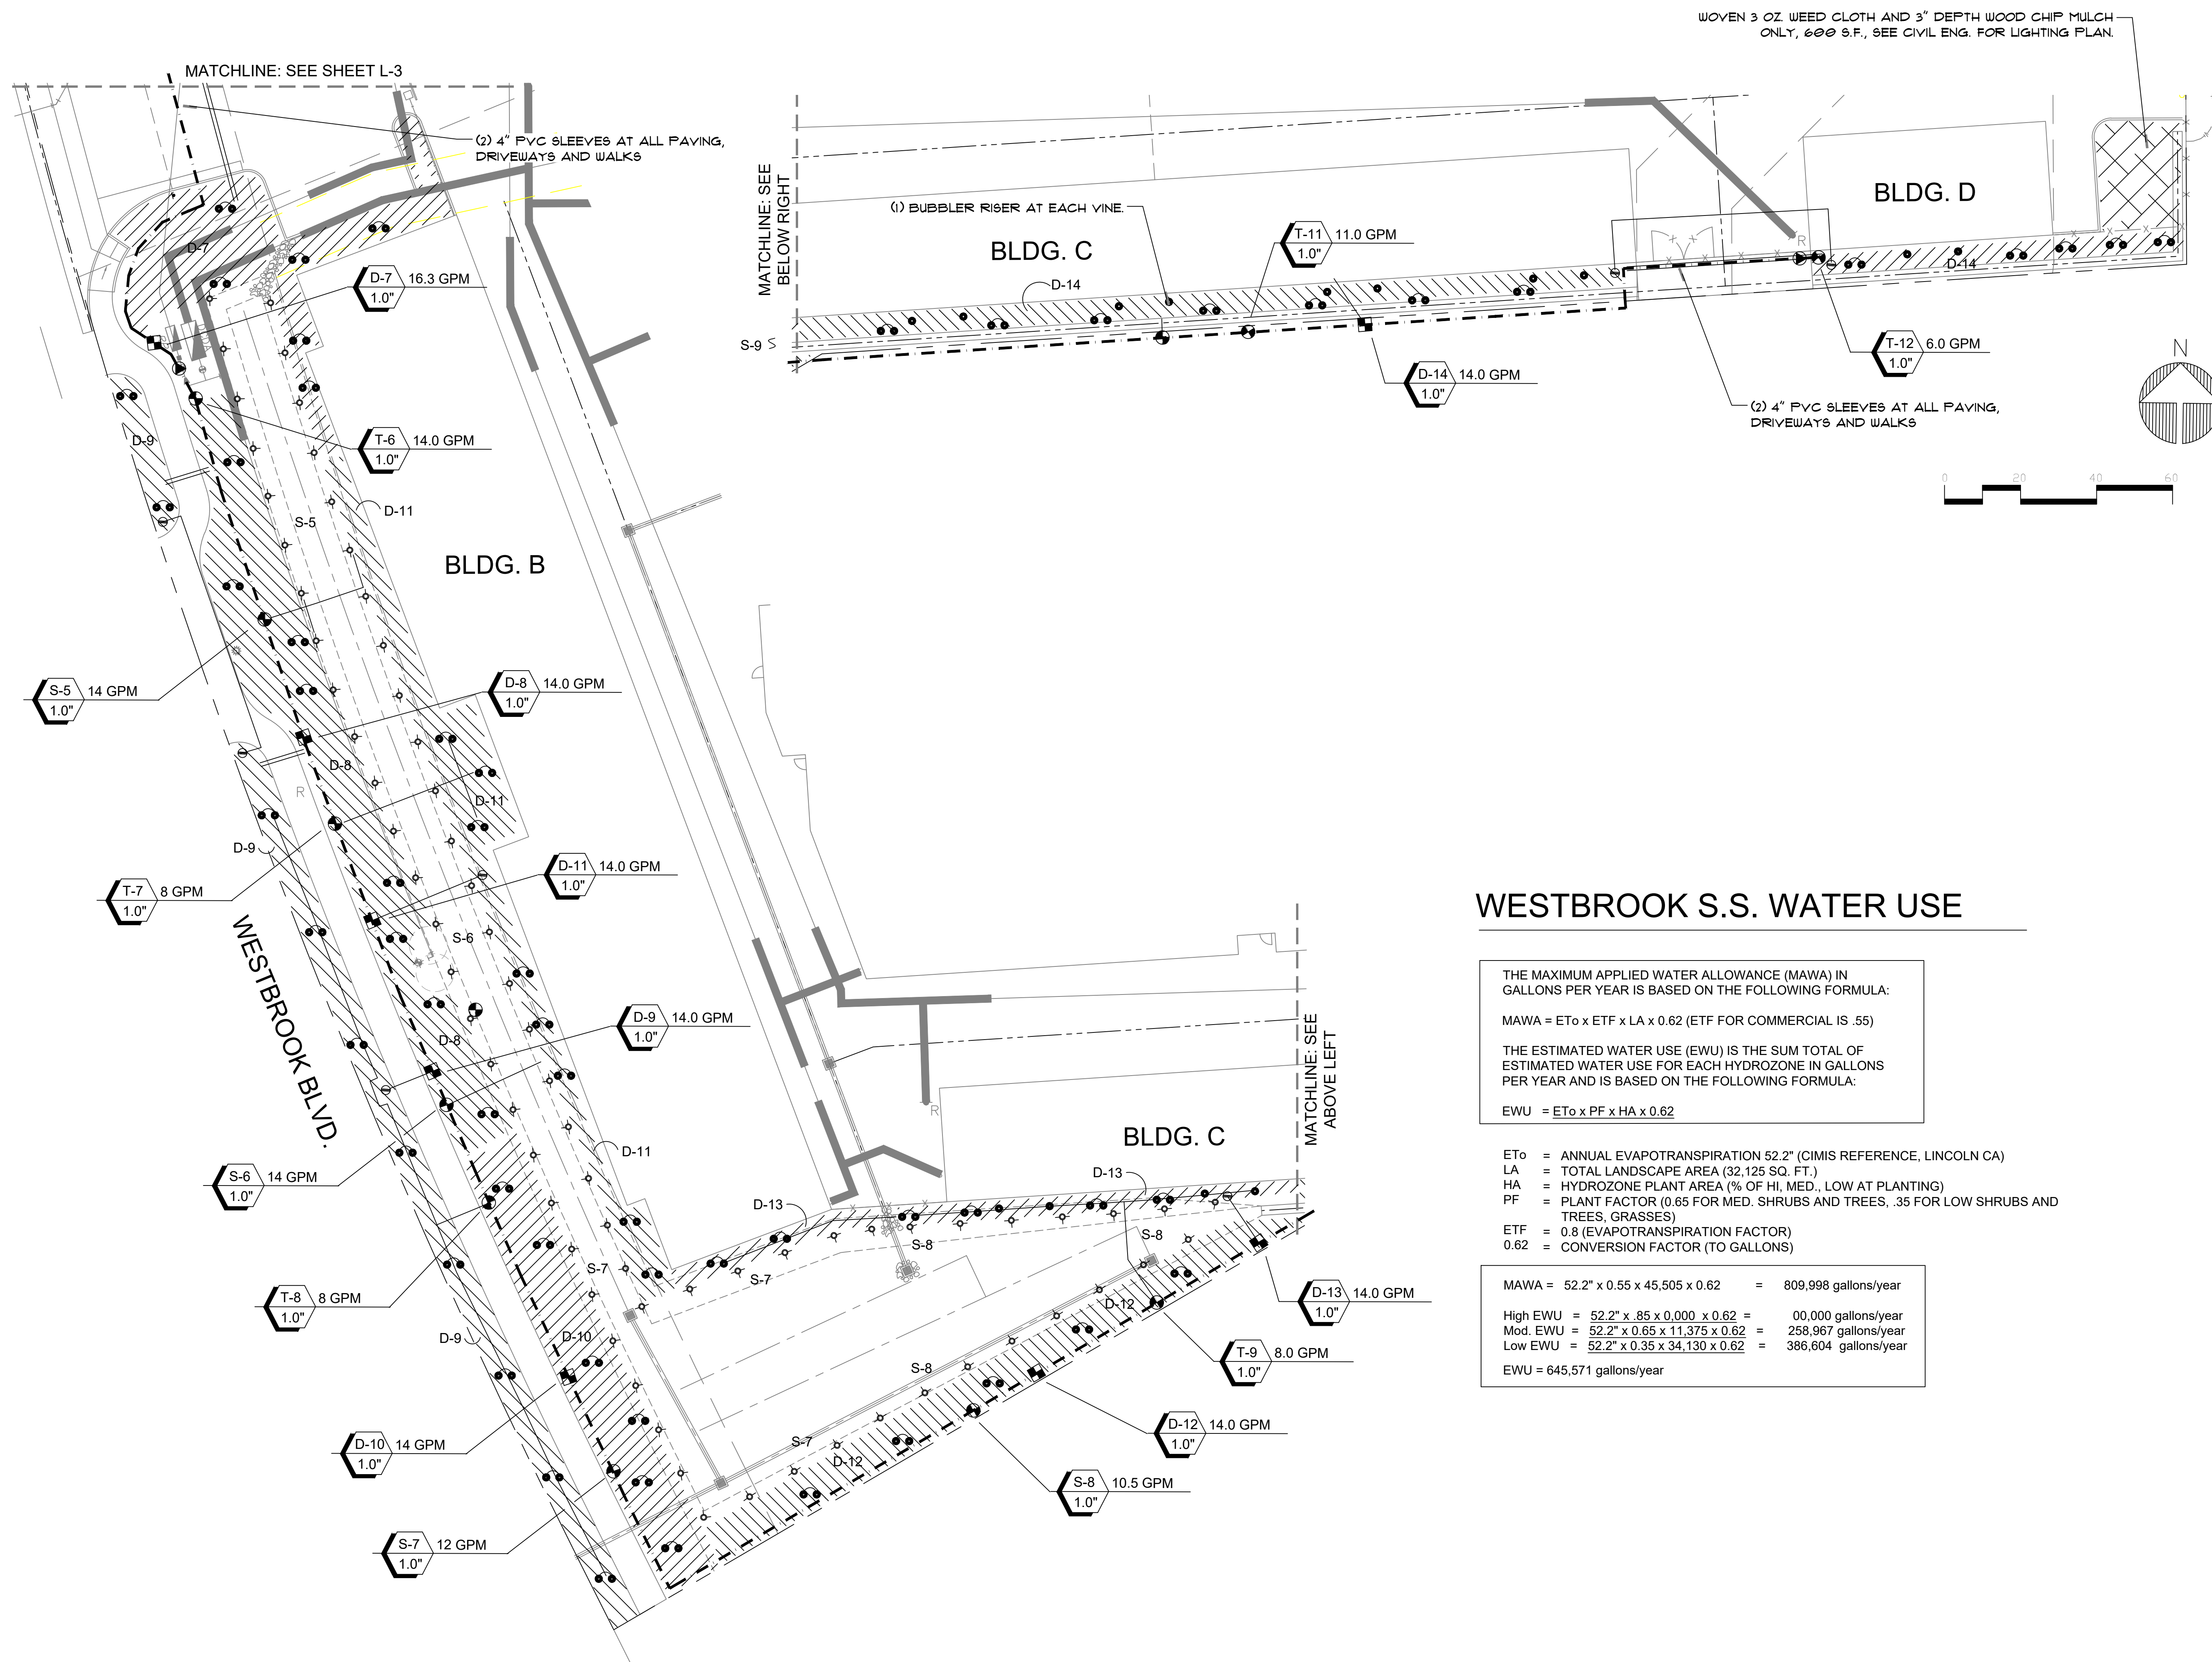 WOVEN 3 OZ. WEED CLOTH AND 3" DEPTH WOOD CHIP MULCH
ONLY, 600 S.F., SEE CIVIL ENG. FOR LIGHTING PLAN.
MATCHLINE: SEE SHEET L-3
(2) 4" PVC SLEEVES AT ALL PAVING,
DRIVEWAYS AND WALKS
MATCHLINE: SEE
BELOW RIGHT
(1) BUBBLER RISER AT EACH VINE.
BLDG. C
BLDG. D
T-11 11.0 GPM
1.0"
D-14
D-14
R
S-9
T-12 6.0 GPM
1.0"
D-14 14.0 GPM
1.0"
(2) 4" PVC SLEEVES AT ALL PAVING,
DRIVEWAYS AND WALKS
N
0 20 40 60
D-7
D-7 16.3 GPM
1.0"
D-9
T-6 14.0 GPM
1.0"
D-11
S-5
BLDG. B
S-5 14 GPM
1.0"
D-8 14.0 GPM
1.0"
D-8
R
D-11
D-9
D-11 14.0 GPM
1.0"
T-7 8 GPM
1.0"
WESTBROOK BLVD.
S-6
D-9 14.0 GPM
1.0"
D-8
MATCHLINE: SEE
ABOVE LEFT
R
BLDG. C
D-11
S-6 14 GPM
1.0"
D-13
D-13
S-8
S-8
S-7
S-7
T-8 8 GPM
1.0"
D-12
D-13 14.0 GPM
1.0"
D-9
D-10
T-9 8.0 GPM
1.0"
S-8
D-10 14 GPM
1.0"
S-7
D-12
D-12 14.0 GPM
1.0"
S-8 10.5 GPM
1.0"
S-7 12 GPM
1.0"
WESTBROOK S.S. WATER USE
THE MAXIMUM APPLIED WATER ALLOWANCE (MAWA) IN
GALLONS PER YEAR IS BASED ON THE FOLLOWING FORMULA:
MAWA = ETo x ETF x LA x 0.62 (ETF FOR COMMERCIAL IS .55)
THE ESTIMATED WATER USE (EWU) IS THE SUM TOTAL OF
ESTIMATED WATER USE FOR EACH HYDROZONE IN GALLONS
PER YEAR AND IS BASED ON THE FOLLOWING FORMULA:
EWU = ETo x PF x HA x 0.62
ETo = ANNUAL EVAPOTRANSPIRATION 52.2" (CIMIS REFERENCE, LINCOLN CA)
LA = TOTAL LANDSCAPE AREA (32,125 SQ. FT.)
HA = HYDROZONE PLANT AREA (% OF HI, MED., LOW AT PLANTING)
PF = PLANT FACTOR (0.65 FOR MED. SHRUBS AND TREES, .35 FOR LOW SHRUBS AND
TREES, GRASSES)
ETF = 0.8 (EVAPOTRANSPIRATION FACTOR)
0.62 = CONVERSION FACTOR (TO GALLONS)
MAWA = 52.2" x 0.55 x 45,505 x 0.62 = 809,998 gallons/year
High EWU = 52.2" x .85 x 0,000 x 0.62 = 00,000 gallons/year
Mod. EWU = 52.2" x 0.65 x 11,375 x 0.62 = 258,967 gallons/year
Low EWU = 52.2" x 0.35 x 34,130 x 0.62 = 386,604 gallons/year
EWU = 645,571 gallons/year